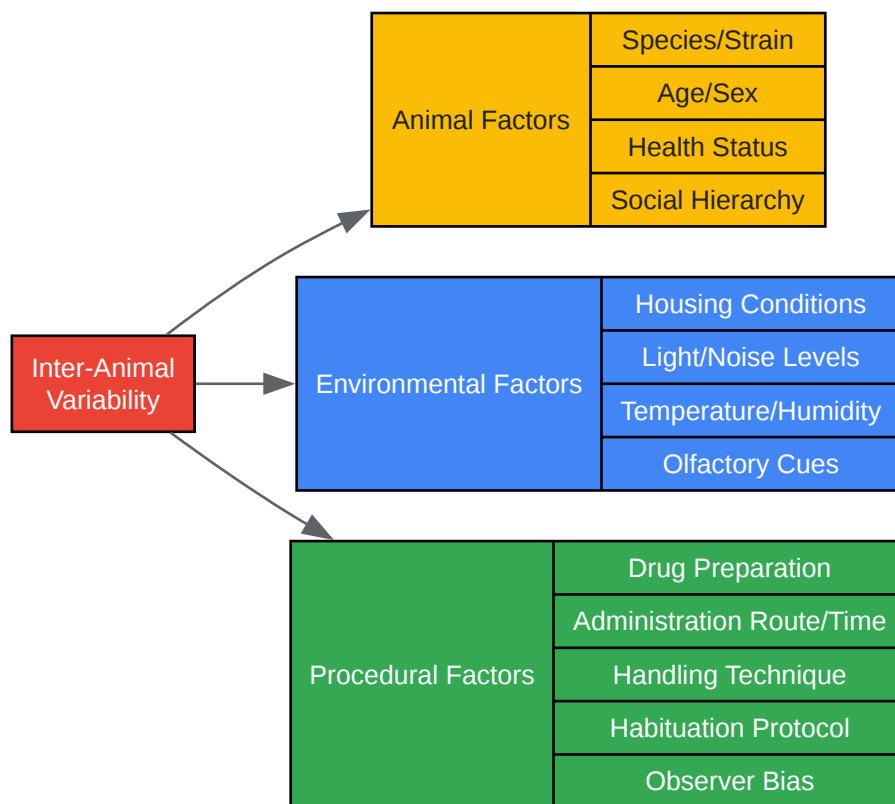 Inter-Animal
Variability
Animal Factors
Species/Strain
Age/Sex
Health Status
Social Hierarchy
Environmental Factors
Housing Conditions
Light/Noise Levels
Temperature/Humidity
Olfactory Cues
Procedural Factors
Drug Preparation
Administration Route/Time
Handling Technique
Habituation Protocol
Observer Bias